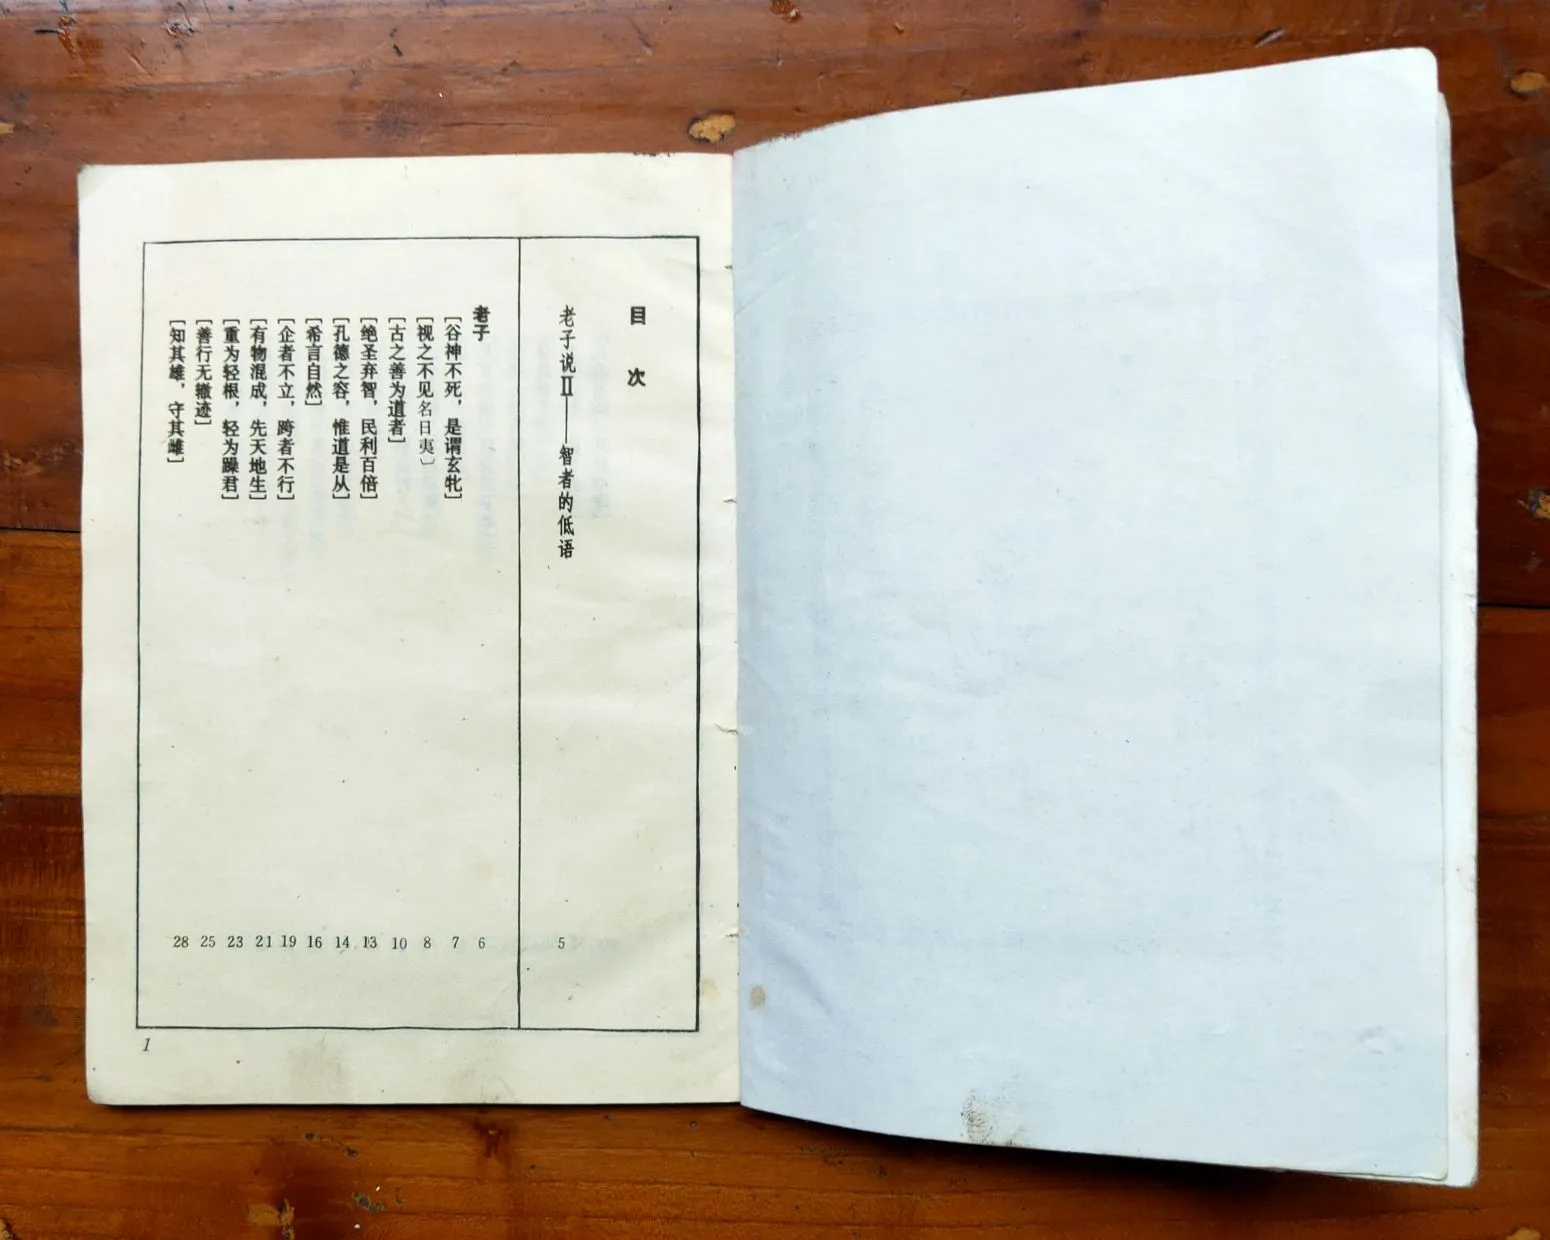 目次
老子说Ⅱ——智者的低语 5
老子 6
[谷神不死，是谓玄牝] 7
[视之不见名日夷〕 8
[古之善为道者] 10
[绝圣弃智，民利百倍] 13
[孔德之容，惟道是从] 14
[希言自然] 16
[企者不立，跨者不行] 19
[有物混成，先天地生] 21
[重为轻根，轻为躁君] 23
[善行无辙迹] 25
[知其雄，守其雌] 28
1